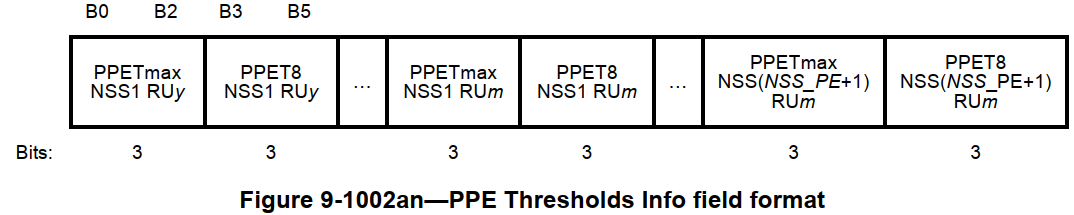 B0 B2 B3 B5
PPETmax
NSS1 RUy
PPET8
NSS1 RUy
...
PPETmax
NSS1 RUm
PPET8
NSS1 RUm
...
PPETmax
NSS(NSS_PE+1)
RUm
PPET8
NSS(NSS_PE+1)
RUm
Bits: 3 3 3 3 3 3
Figure 9-1002an—PPE Thresholds Info field format